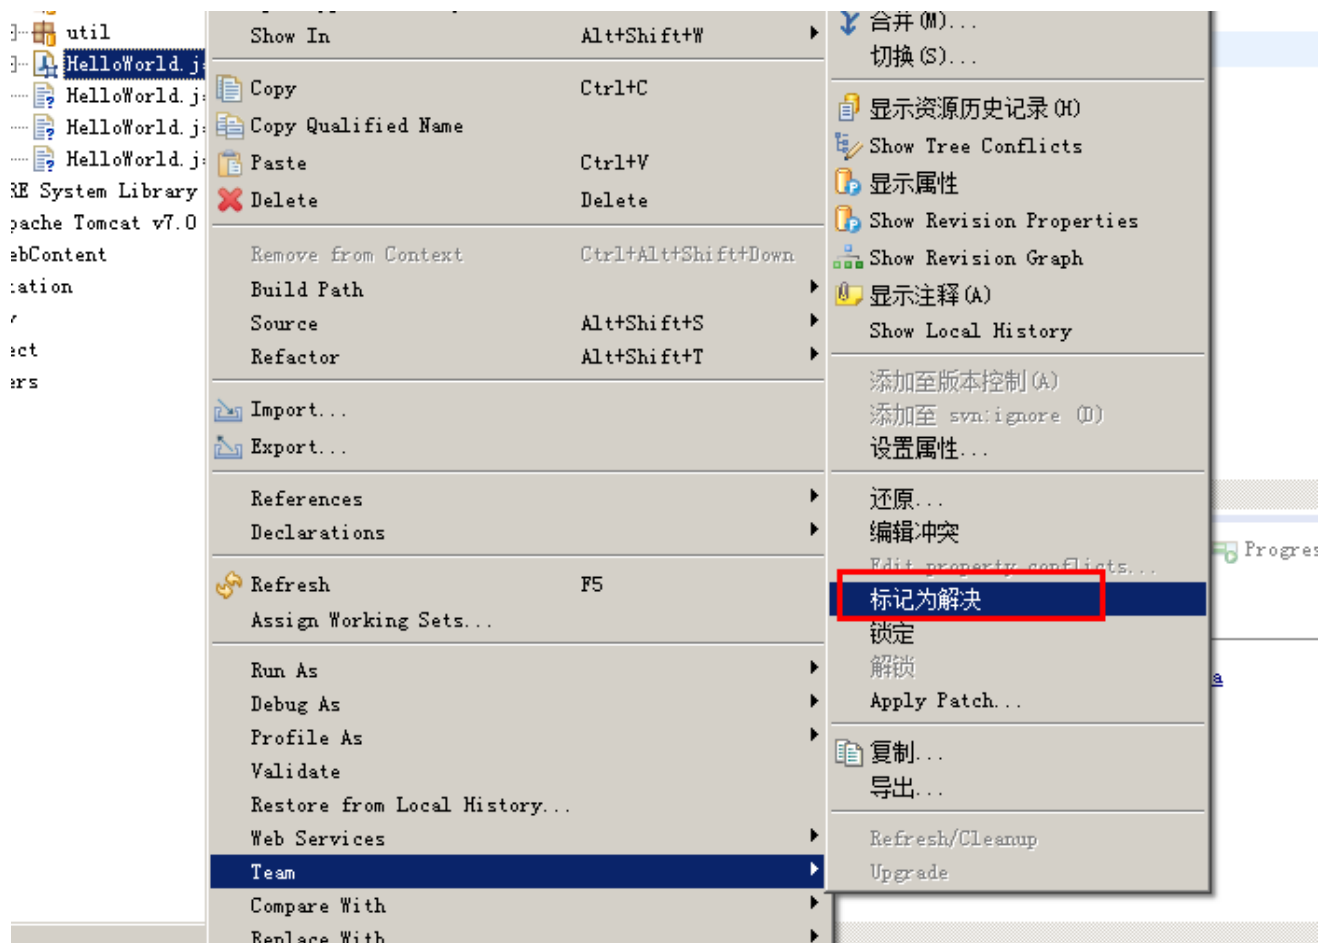 util
HelloWorld.j
HelloWorld.j
HelloWorld.j
HelloWorld.j
RE System Library
pache Tomcat v7.0
ebContent
ation
ect
ers
Show In Alt+Shift+W
Copy Ctrl+C
Copy Qualified Name
Paste Ctrl+V
Delete Delete
Remove from Context Ctrl+Alt+Shift+Down
Build Path
Source Alt+Shift+S
Refactor Alt+Shift+T
Import...
Export...
References
Declarations
Refresh F5
Assign Working Sets...
Run As
Debug As
Profile As
Validate
Restore from Local History...
Web Services
Team
Compare With
Replace With
合并(M)...
切换(S)...
显示资源历史记录(H)
Show Tree Conflicts
显示属性
Show Revision Properties
Show Revision Graph
显示注释(A)
Show Local History
添加至版本控制(A)
添加至 svn:ignore (D)
设置属性...
还原...
编辑冲突
Edit property conflicts...
标记为解决
锁定
解锁
Apply Patch...
复制...
导出...
Refresh/Cleanup
Upgrade
Progres
a